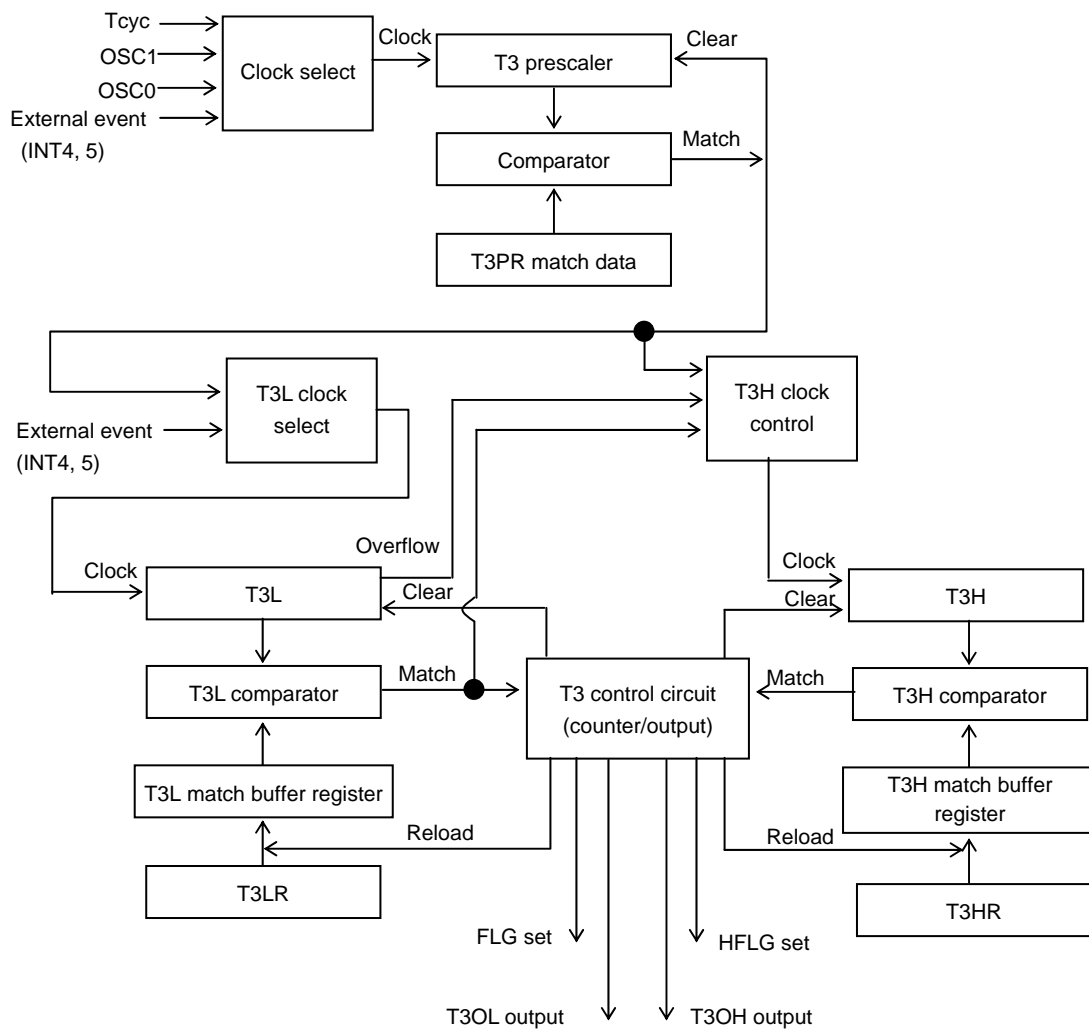 Tcyc
OSC1
OSC0
External event
(INT4, 5)
Clock select
Clock
T3 prescaler
Clear
Comparator
Match
T3PR match data
T3L clock
select
External event
(INT4, 5)
T3H clock
control
Overflow
Clock
T3L
Clear
Clock
Clear
T3H
T3L comparator
Match
T3 control circuit
(counter/output)
Match
T3H comparator
T3L match buffer register
T3H match buffer
register
Reload
Reload
T3LR
T3HR
FLG set
HFLG set
T3OL output
T3OH output